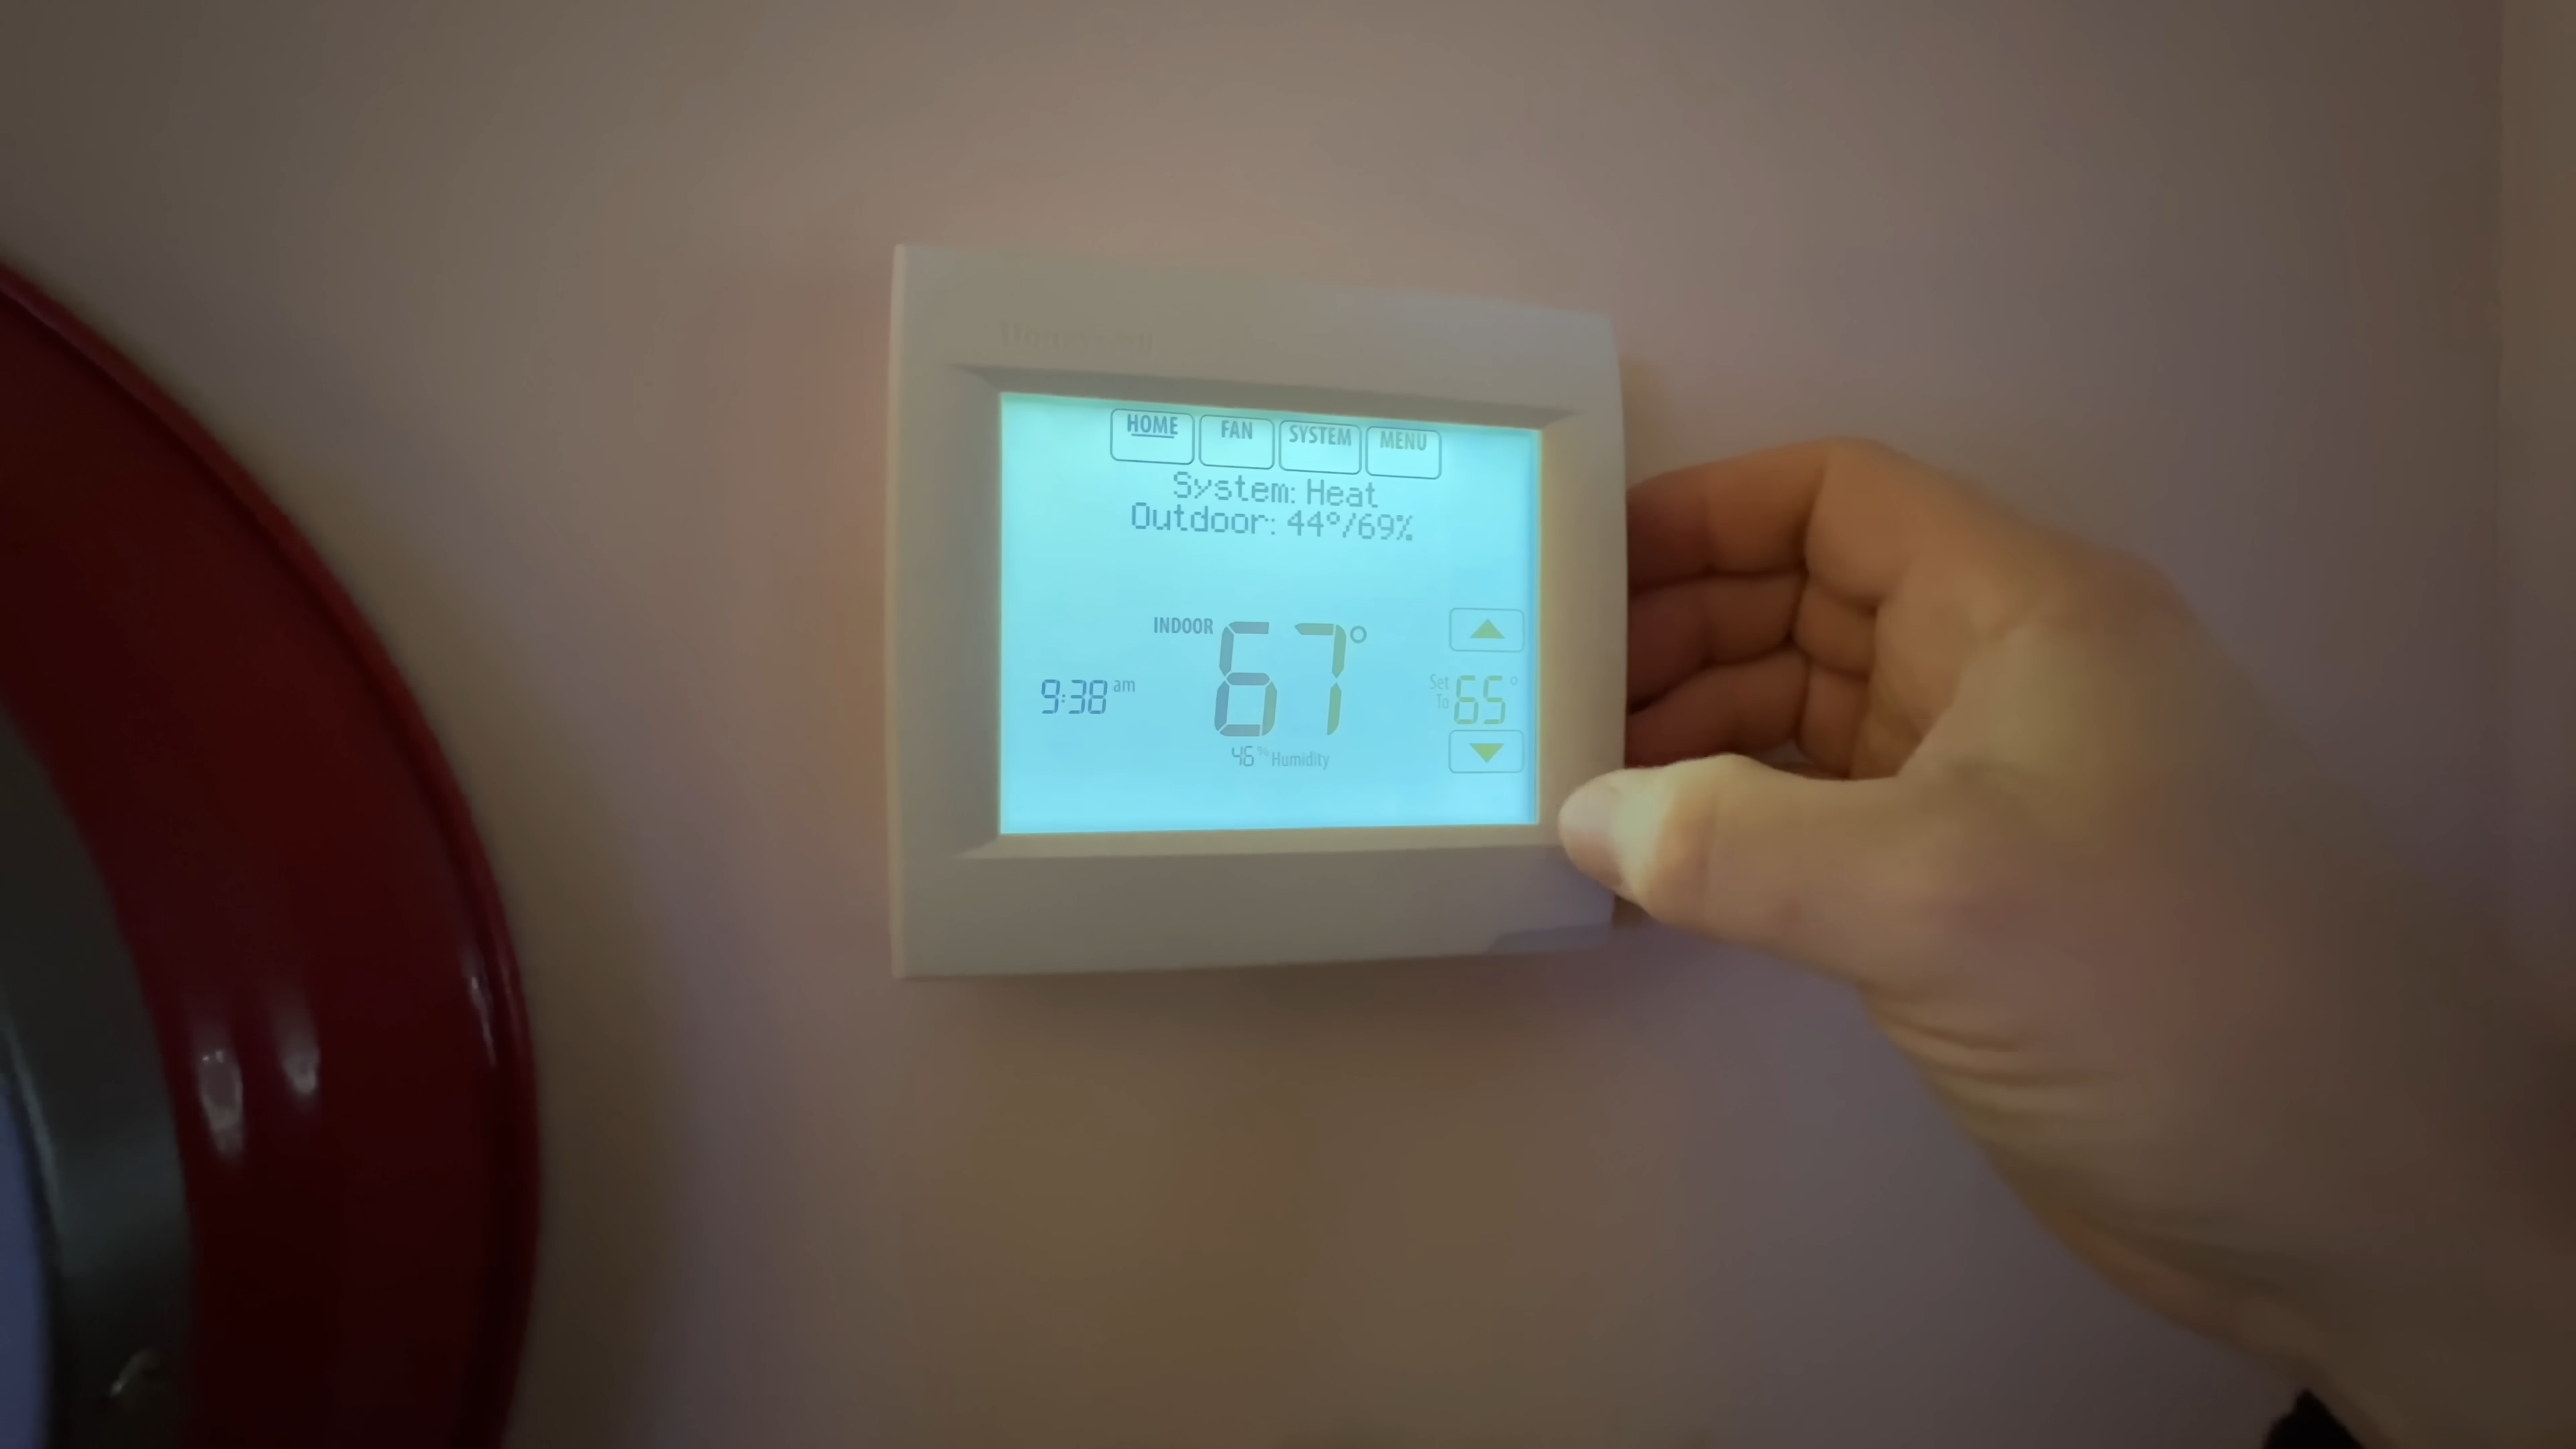 Honeywell
HOME FAN SYSTEM MENU
System: Heat
Outdoor: 44°/69%
INDOOR 67°
9:38 am
Set To 65°
46% Humidity